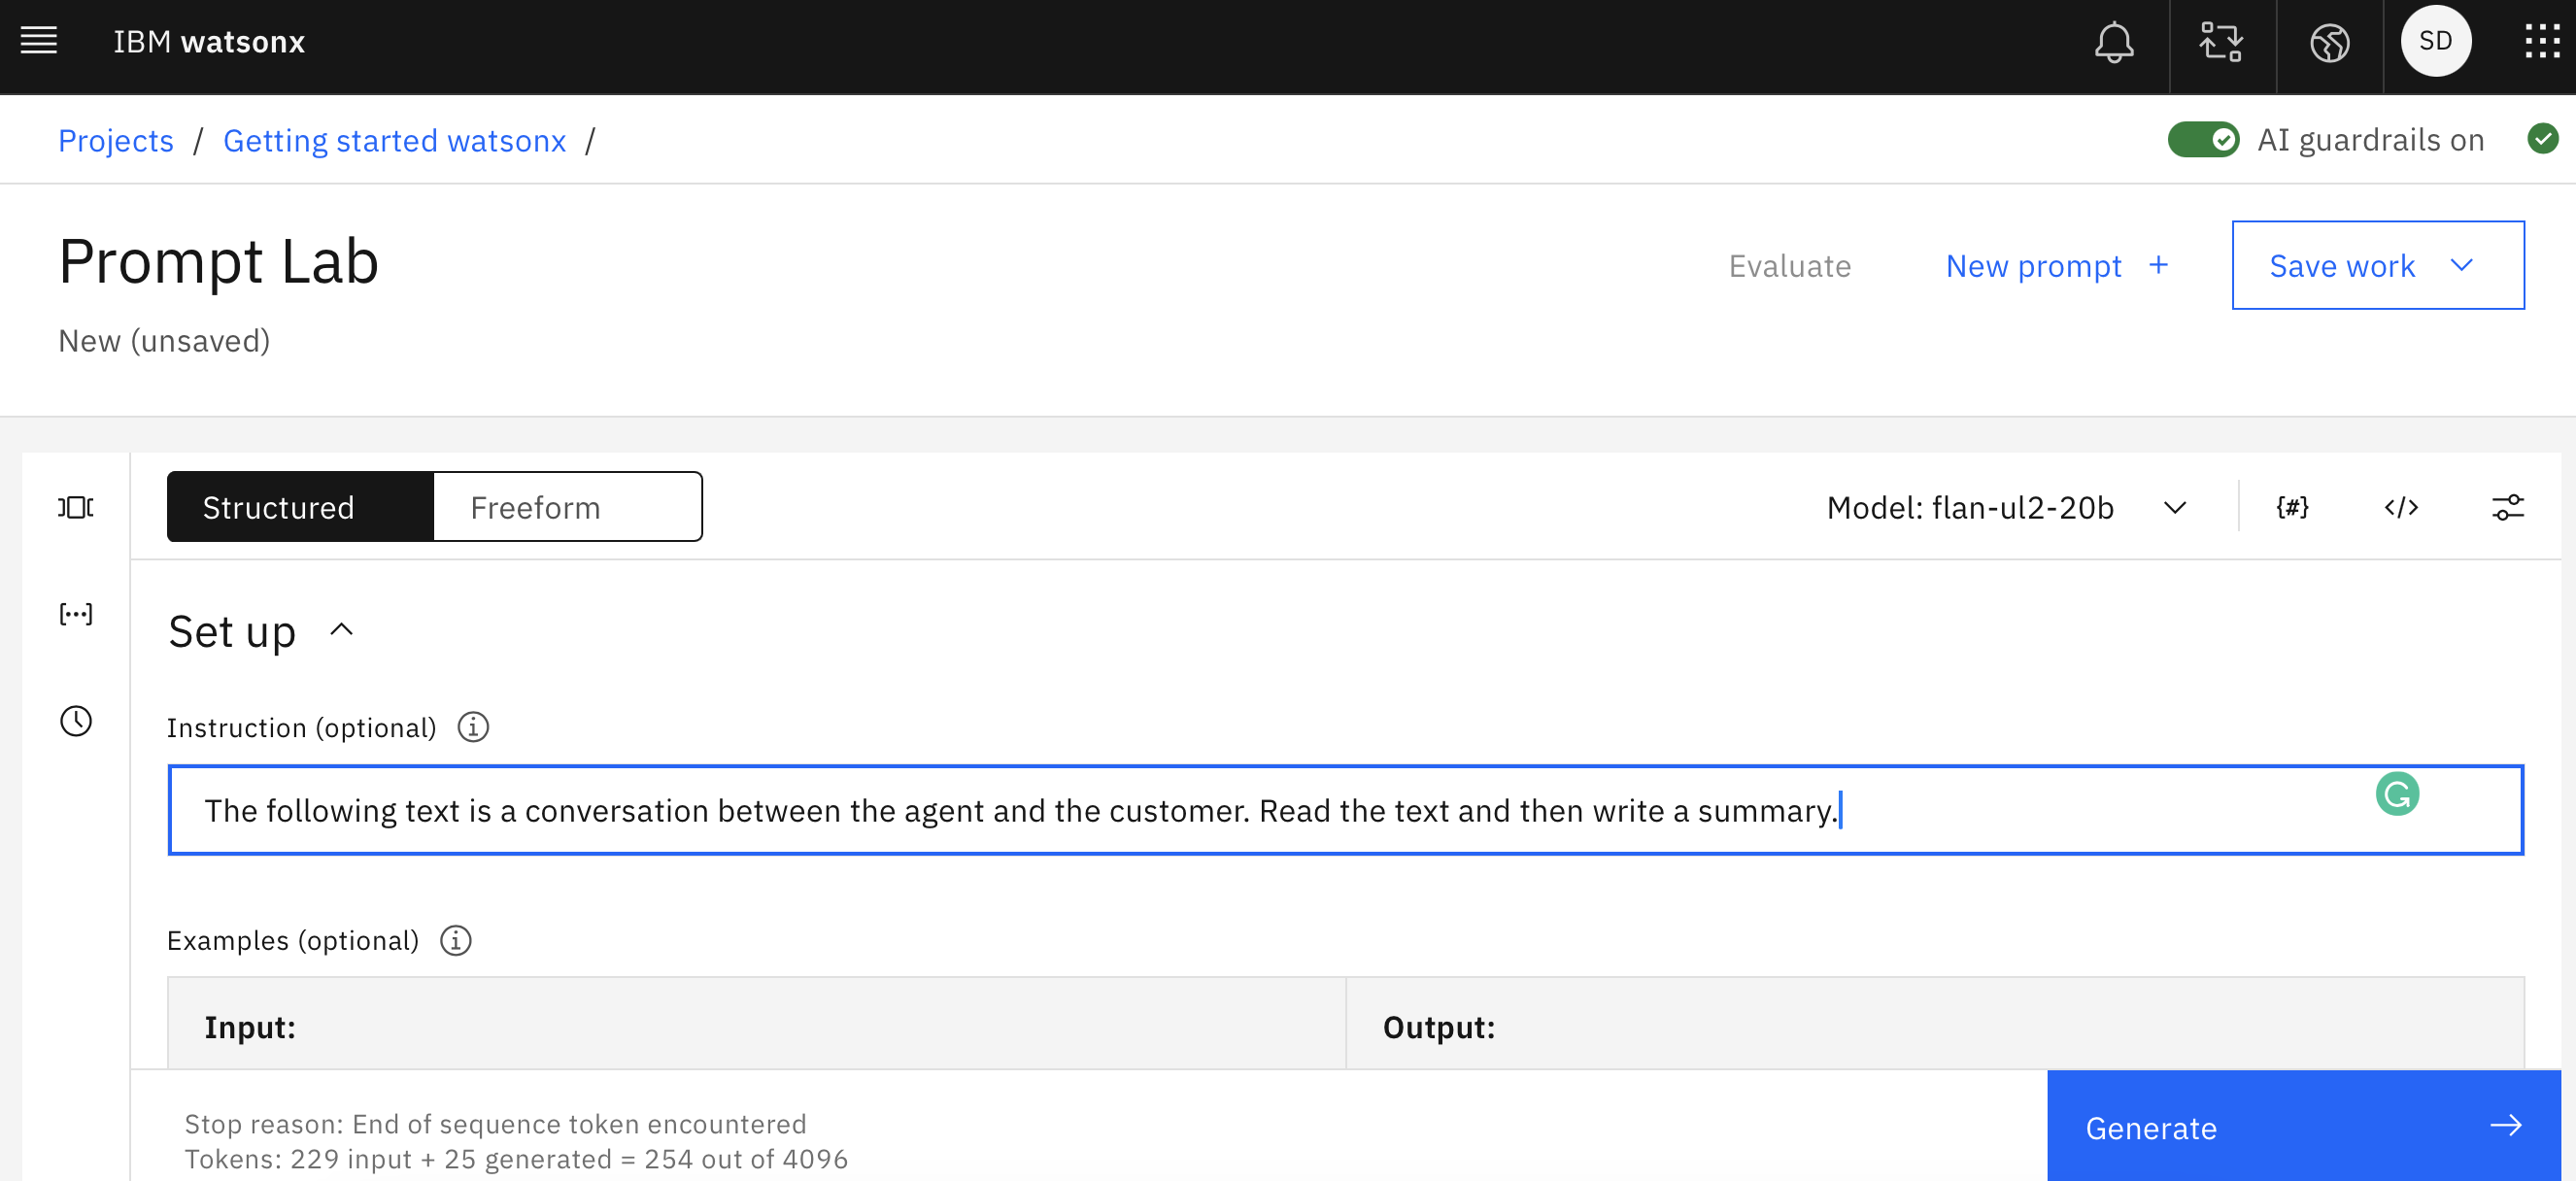 IBM watsonx
SD
Projects / Getting started watsonx /
AI guardrails on
Prompt Lab
Evaluate
New prompt +
Save work
New (unsaved)
Structured
Freeform
Model: flan-ul2-20b
{#}
</>
Set up
Instruction (optional)
The following text is a conversation between the agent and the customer. Read the text and then write a summary.
Examples (optional)
Input:
Output:
Stop reason: End of sequence token encountered
Tokens: 229 input + 25 generated = 254 out of 4096
Generate